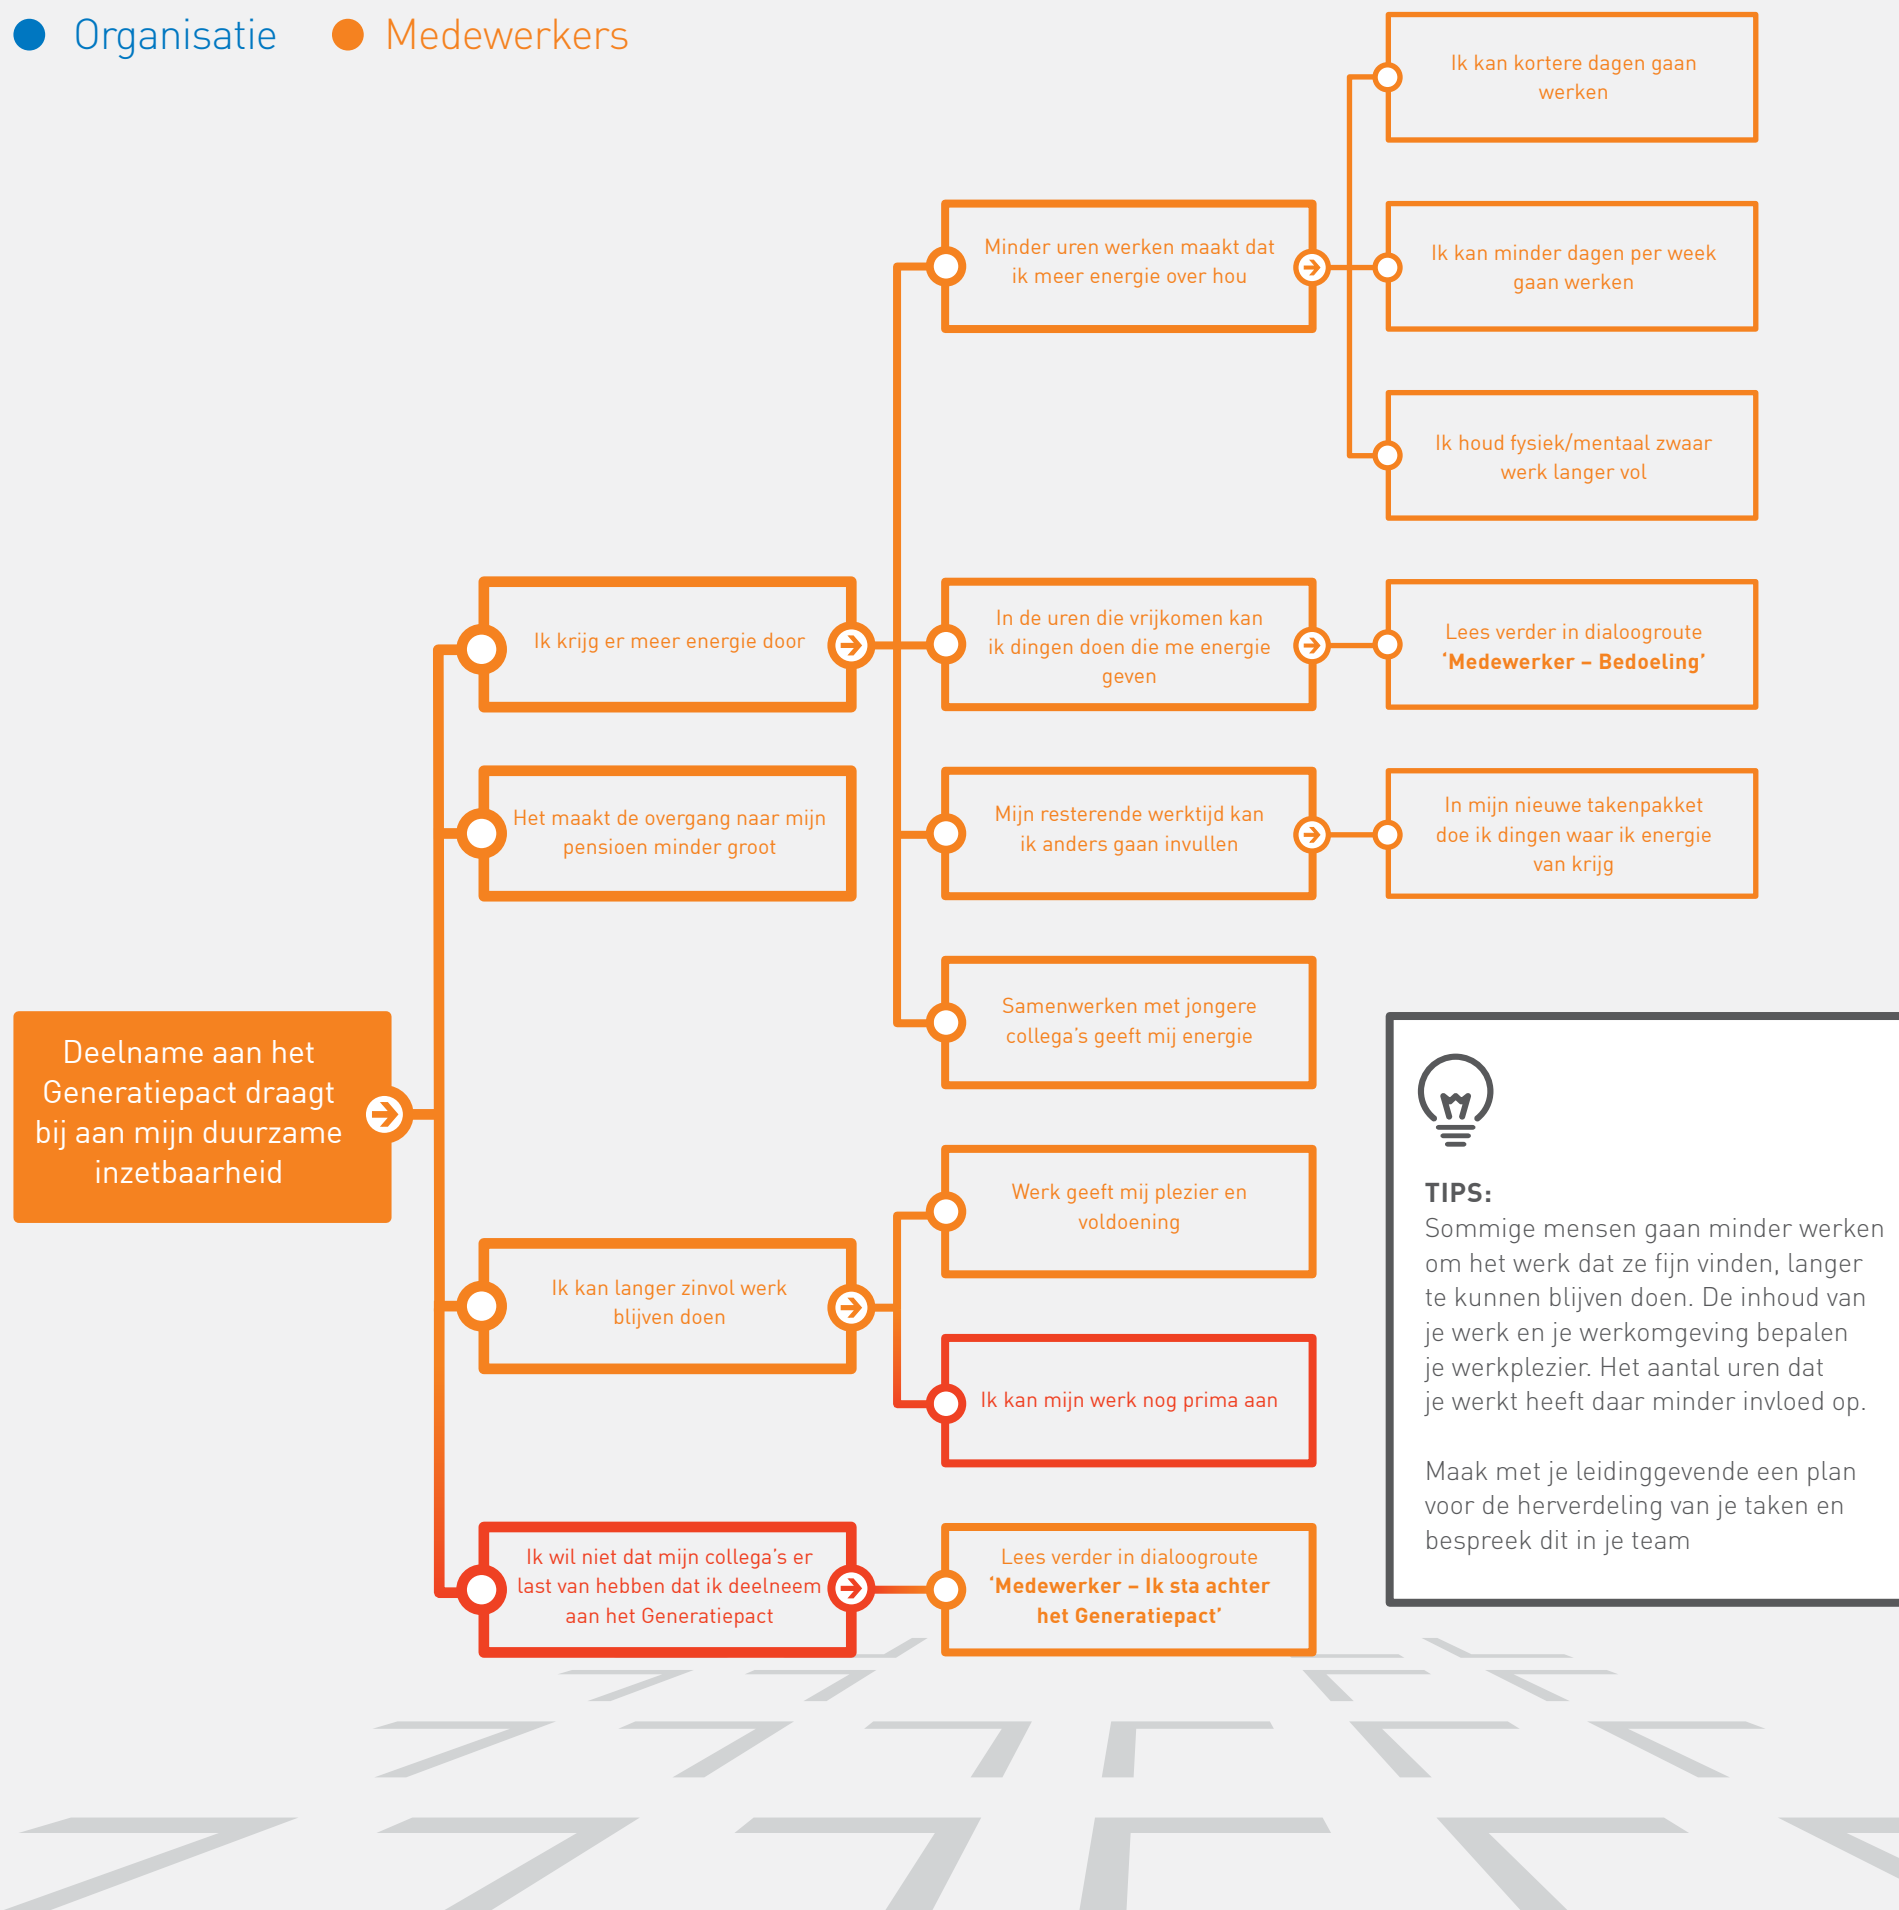 Organisatie
Medewerkers
Ik kan kortere dagen gaan
werken
Minder uren werken maakt dat
ik meer energie over hou
Ik kan minder dagen per week
gaan werken
Ik houd fysiek/mentaal zwaar
werk langer vol
Ik krijg er meer energie door
In de uren die vrijkomen kan
ik dingen doen die me energie
geven
Lees verder in dialoogroute
‘Medewerker – Bedoeling’
Het maakt de overgang naar mijn
pensioen minder groot
Mijn resterende werktijd kan
ik anders gaan invullen
In mijn nieuwe takenpakket
doe ik dingen waar ik energie
van krijg
Samenwerken met jongere
collega’s geeft mij energie
Deelname aan het
Generatiepact draagt
bij aan mijn duurzame
inzetbaarheid
Werk geeft mij plezier en
voldoening
Ik kan langer zinvol werk
blijven doen
Ik kan mijn werk nog prima aan
Ik wil niet dat mijn collega’s er
last van hebben dat ik deelneem
aan het Generatiepact
Lees verder in dialoogroute
‘Medewerker – Ik sta achter
het Generatiepact’
TIPS:
Sommige mensen gaan minder werken
om het werk dat ze fijn vinden, langer
te kunnen blijven doen. De inhoud van
je werk en je werkomgeving bepalen
je werkplezier. Het aantal uren dat
je werkt heeft daar minder invloed op.
Maak met je leidinggevende een plan
voor de herverdeling van je taken en
bespreek dit in je team